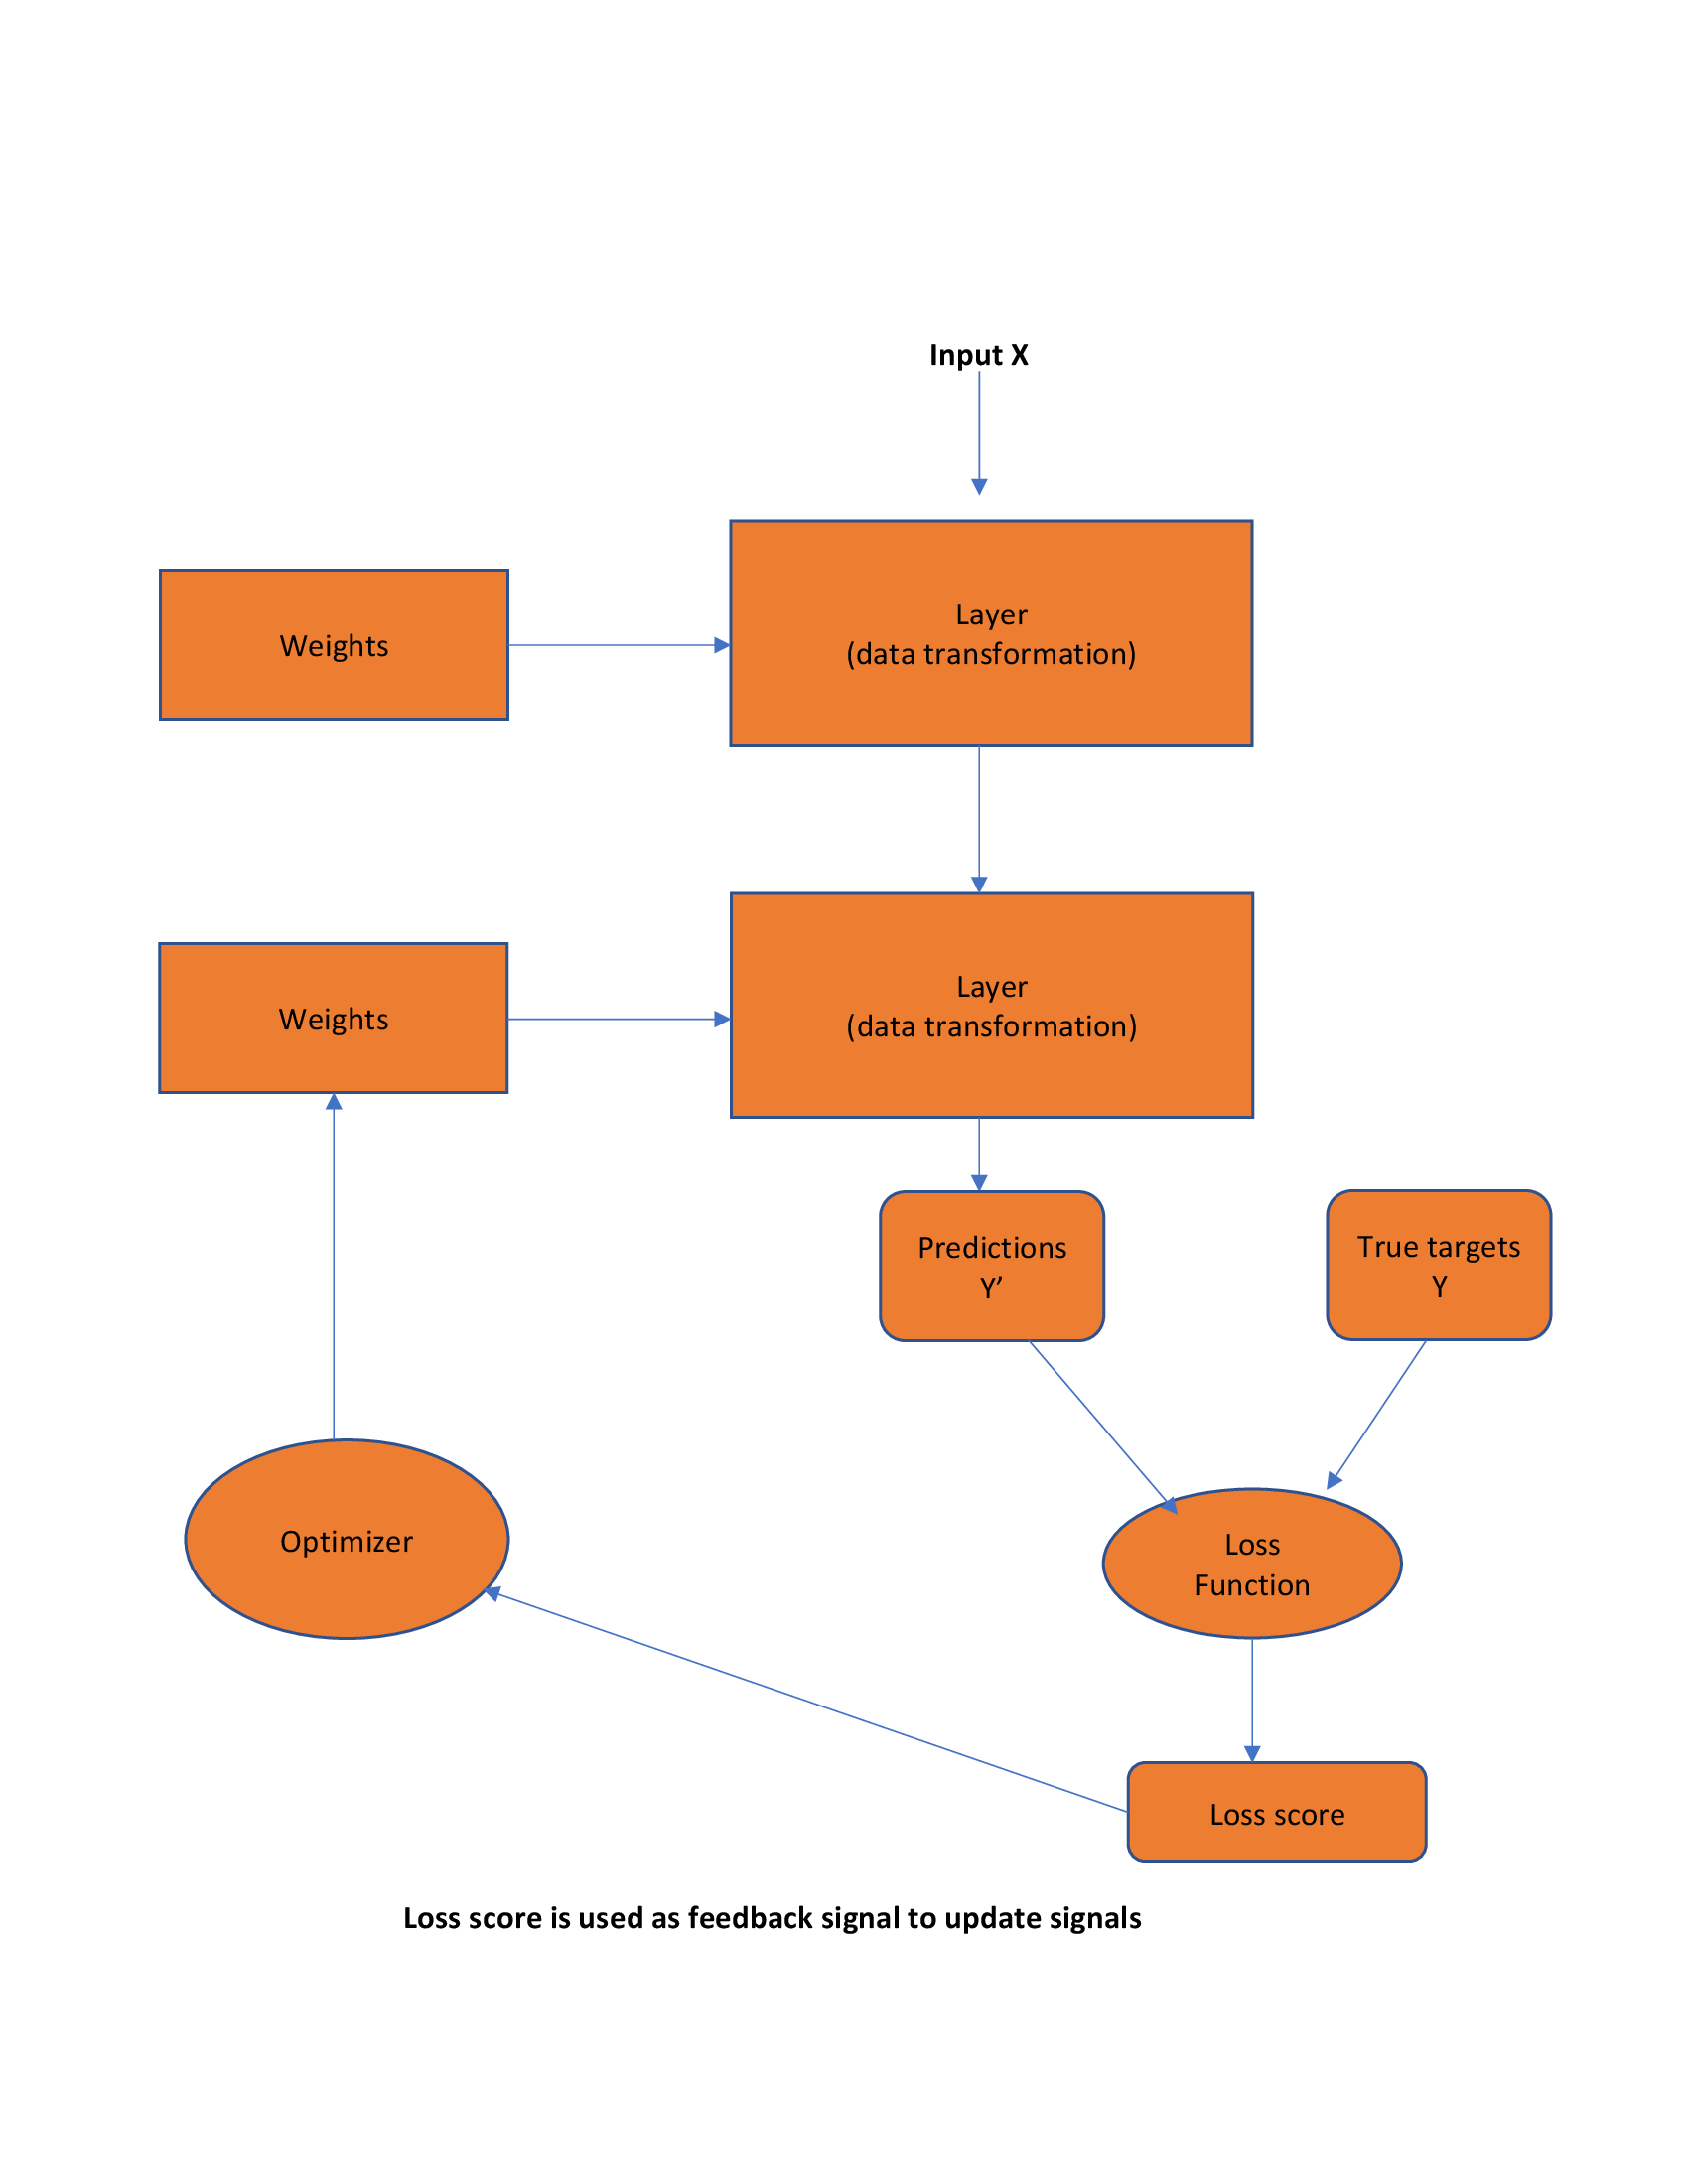 Input X
Weights
Layer
(data transformation)
Weights
Layer
(data transformation)
Predictions
Y’
True targets
Y
Optimizer
Loss
Function
Loss score
Loss score is used as feedback signal to update signals